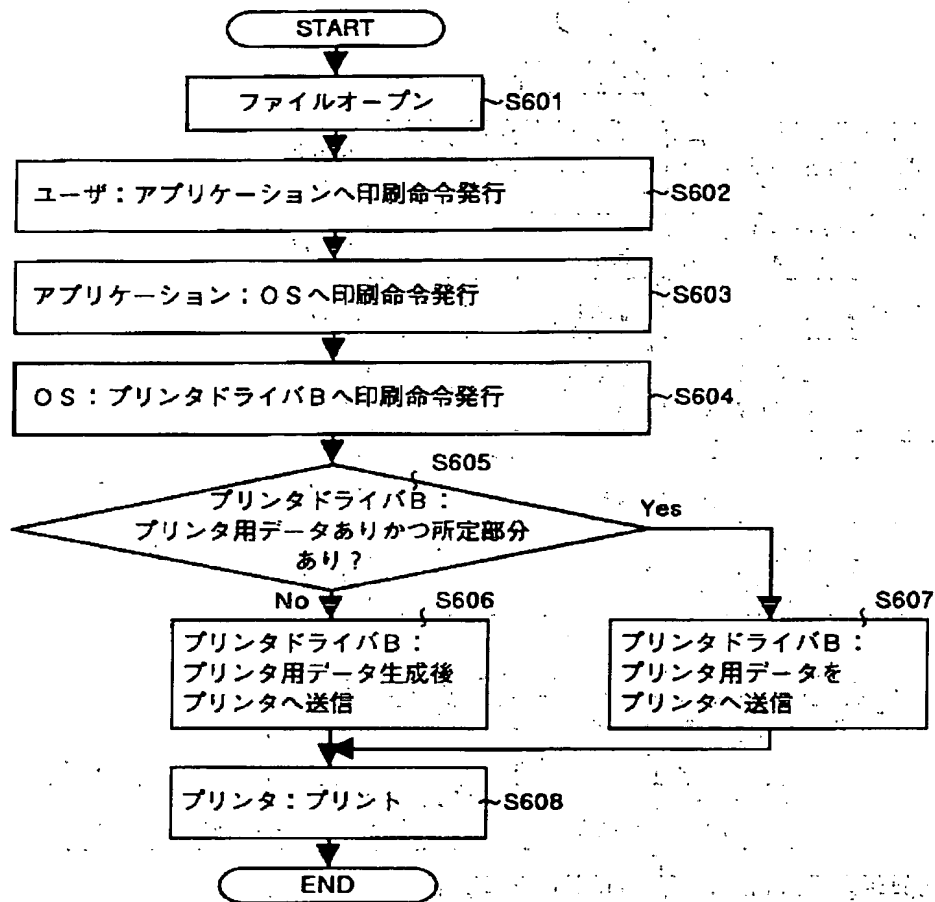 START
ファイルオープン
~S601
ユーザ：アプリケーションへ印刷命令発行
~S602
アプリケーション：ＯＳへ印刷命令発行
~S603
ＯＳ：プリンタドライバＢへ印刷命令発行
~S604
S605
プリンタドライバＢ：
プリンタ用データありかつ所定部分
あり？
Yes
No
S606
プリンタドライバＢ：
プリンタ用データ生成後
プリンタへ送信
S607
プリンタドライバＢ：
プリンタ用データを
プリンタへ送信
プリンタ：プリント
~S608
END